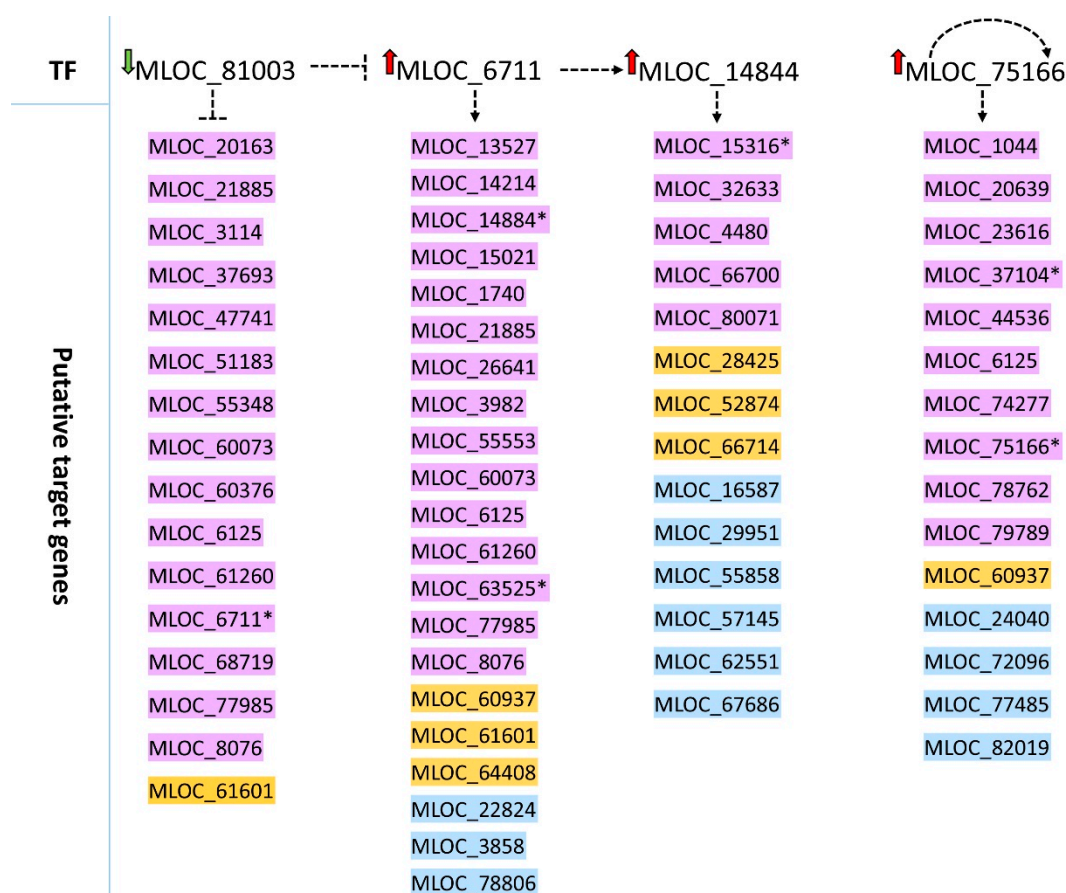 TF
MLOC_81003
MLOC_6711
MLOC_14844
MLOC_75166
Putative target genes
MLOC_20163
MLOC_21885
MLOC_3114
MLOC_37693
MLOC_47741
MLOC_51183
MLOC_55348
MLOC_60073
MLOC_60376
MLOC_6125
MLOC_61260
MLOC_6711*
MLOC_68719
MLOC_77985
MLOC_8076
MLOC_61601
MLOC_13527
MLOC_14214
MLOC_14884*
MLOC_15021
MLOC_1740
MLOC_21885
MLOC_26641
MLOC_3982
MLOC_55553
MLOC_60073
MLOC_6125
MLOC_61260
MLOC_63525*
MLOC_77985
MLOC_8076
MLOC_60937
MLOC_61601
MLOC_64408
MLOC_22824
MLOC_3858
MLOC_78806
MLOC_15316*
MLOC_32633
MLOC_4480
MLOC_66700
MLOC_80071
MLOC_28425
MLOC_52874
MLOC_66714
MLOC_16587
MLOC_29951
MLOC_55858
MLOC_57145
MLOC_62551
MLOC_67686
MLOC_1044
MLOC_20639
MLOC_23616
MLOC_37104*
MLOC_44536
MLOC_6125
MLOC_74277
MLOC_75166*
MLOC_78762
MLOC_79789
MLOC_60937
MLOC_24040
MLOC_72096
MLOC_77485
MLOC_82019